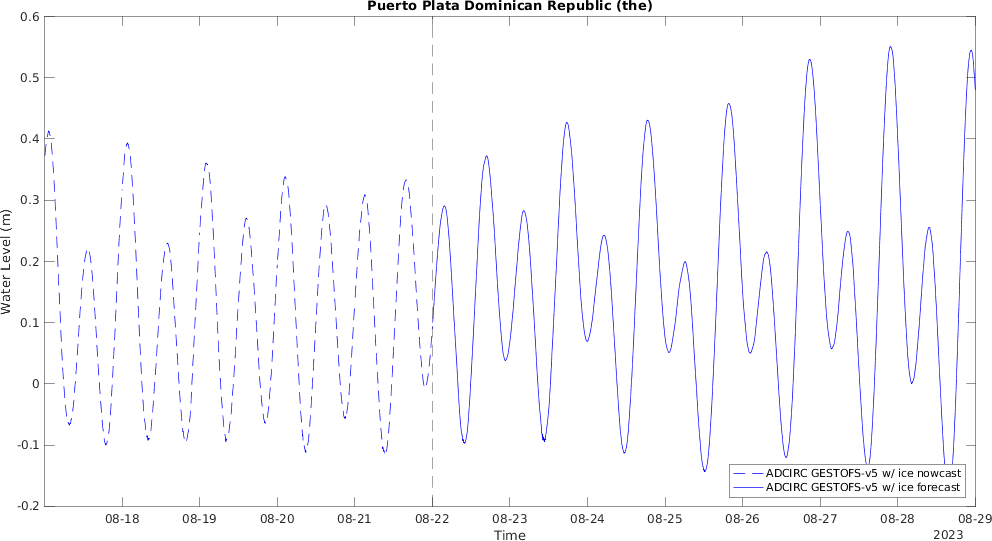 Puerto Plata Dominican Republic (the)
0.6
0.5
0.4
0.3
0.2
0.1
0
-0.1
-0.2
Water Level (m)
ADCIRC GESTOFS-v5 w/ ice nowcast
ADCIRC GESTOFS-v5 w/ ice forecast
08-18 08-19 08-20 08-21 08-22 08-23 08-24 08-25 08-26 08-27 08-28 08-29
Time
2023